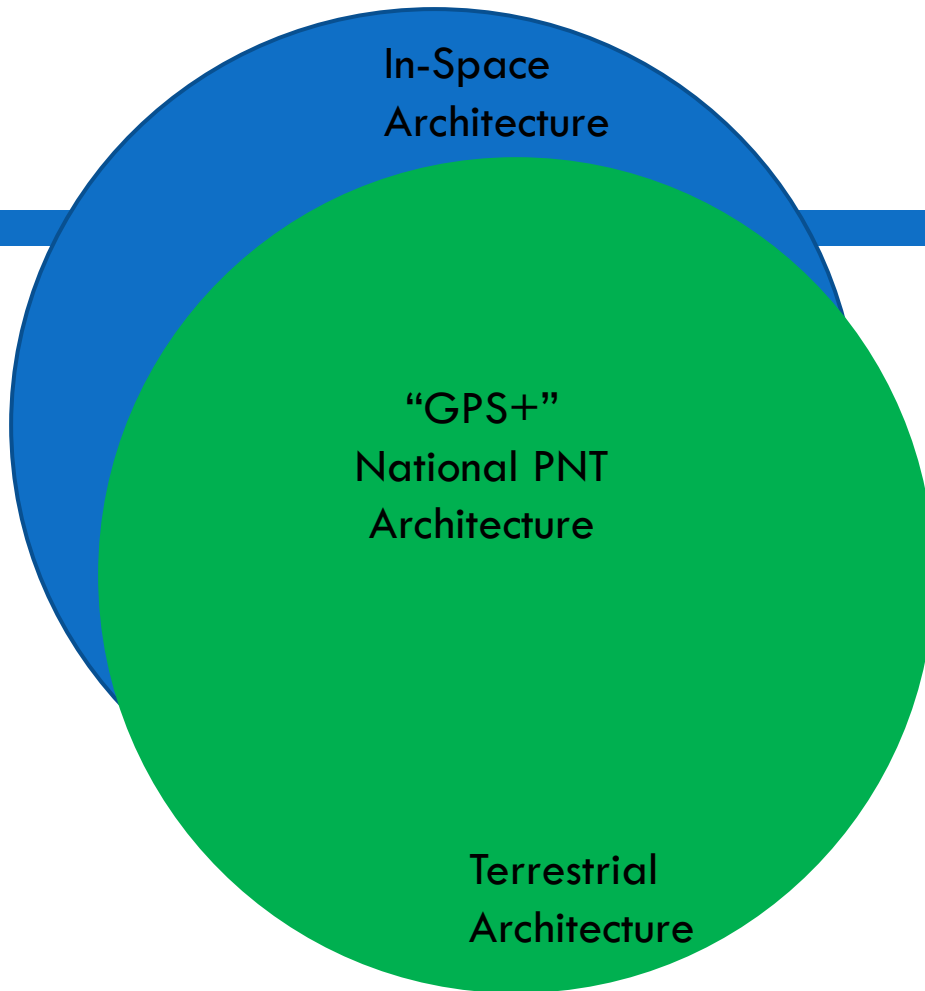 In-Space
Architecture
“GPS+”
National PNT
Architecture
Terrestrial
Architecture